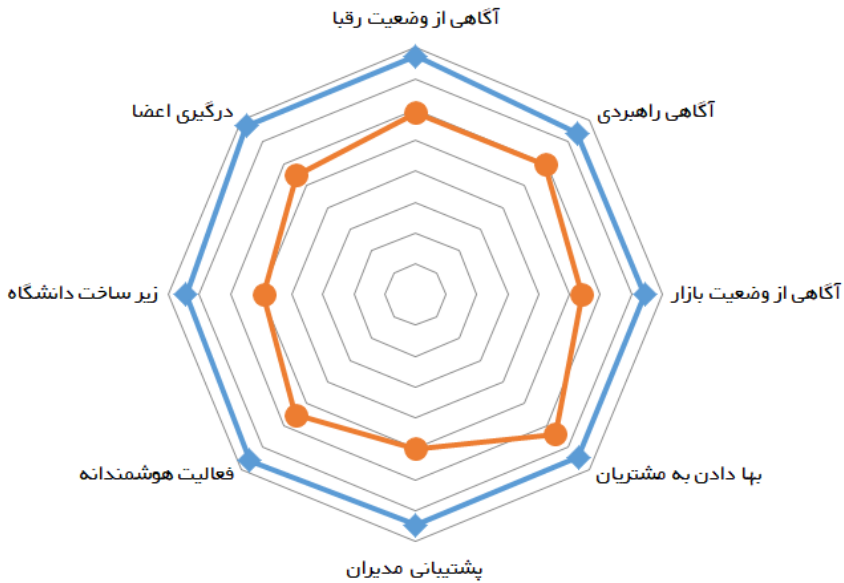 آگاهی از وضعیت رقبا
آگاهی راهبردی
درگیری اعضا
آگاهی از وضعیت بازار
زیر ساخت دانشگاه
بها دادن به مشتریان
فعالیت هوشمندانه
پشتیبانی مدیران